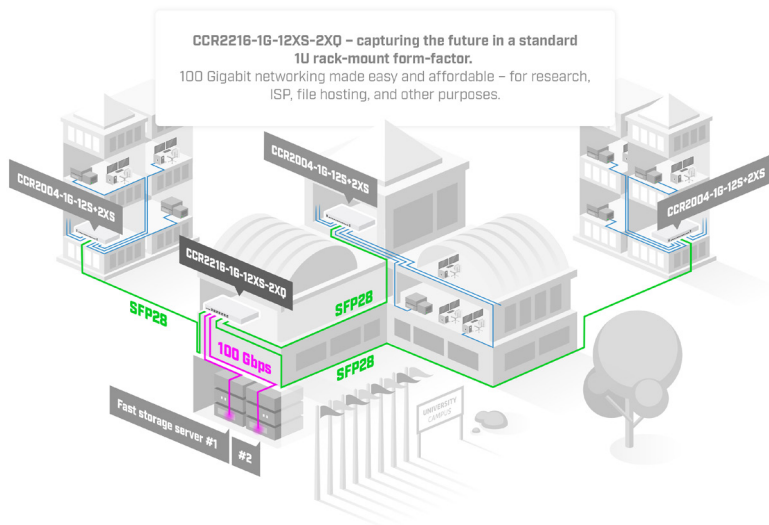 CCR2216-1G-12XS-2XQ – capturing the future in a standard
1U rack-mount form-factor.
100 Gigabit networking made easy and affordable – for research,
ISP, file hosting, and other purposes.
CCR2004-1G-12S+2XS
CCR2004-1G-12S+2XS
CCR2004-1G-12S+2XS
CCR2216-1G-12XS-2XQ
SFP28
SFP28
100 Gbps
SFP28
Fast storage server #1
#2
UNIVERSITY
CAMPUS